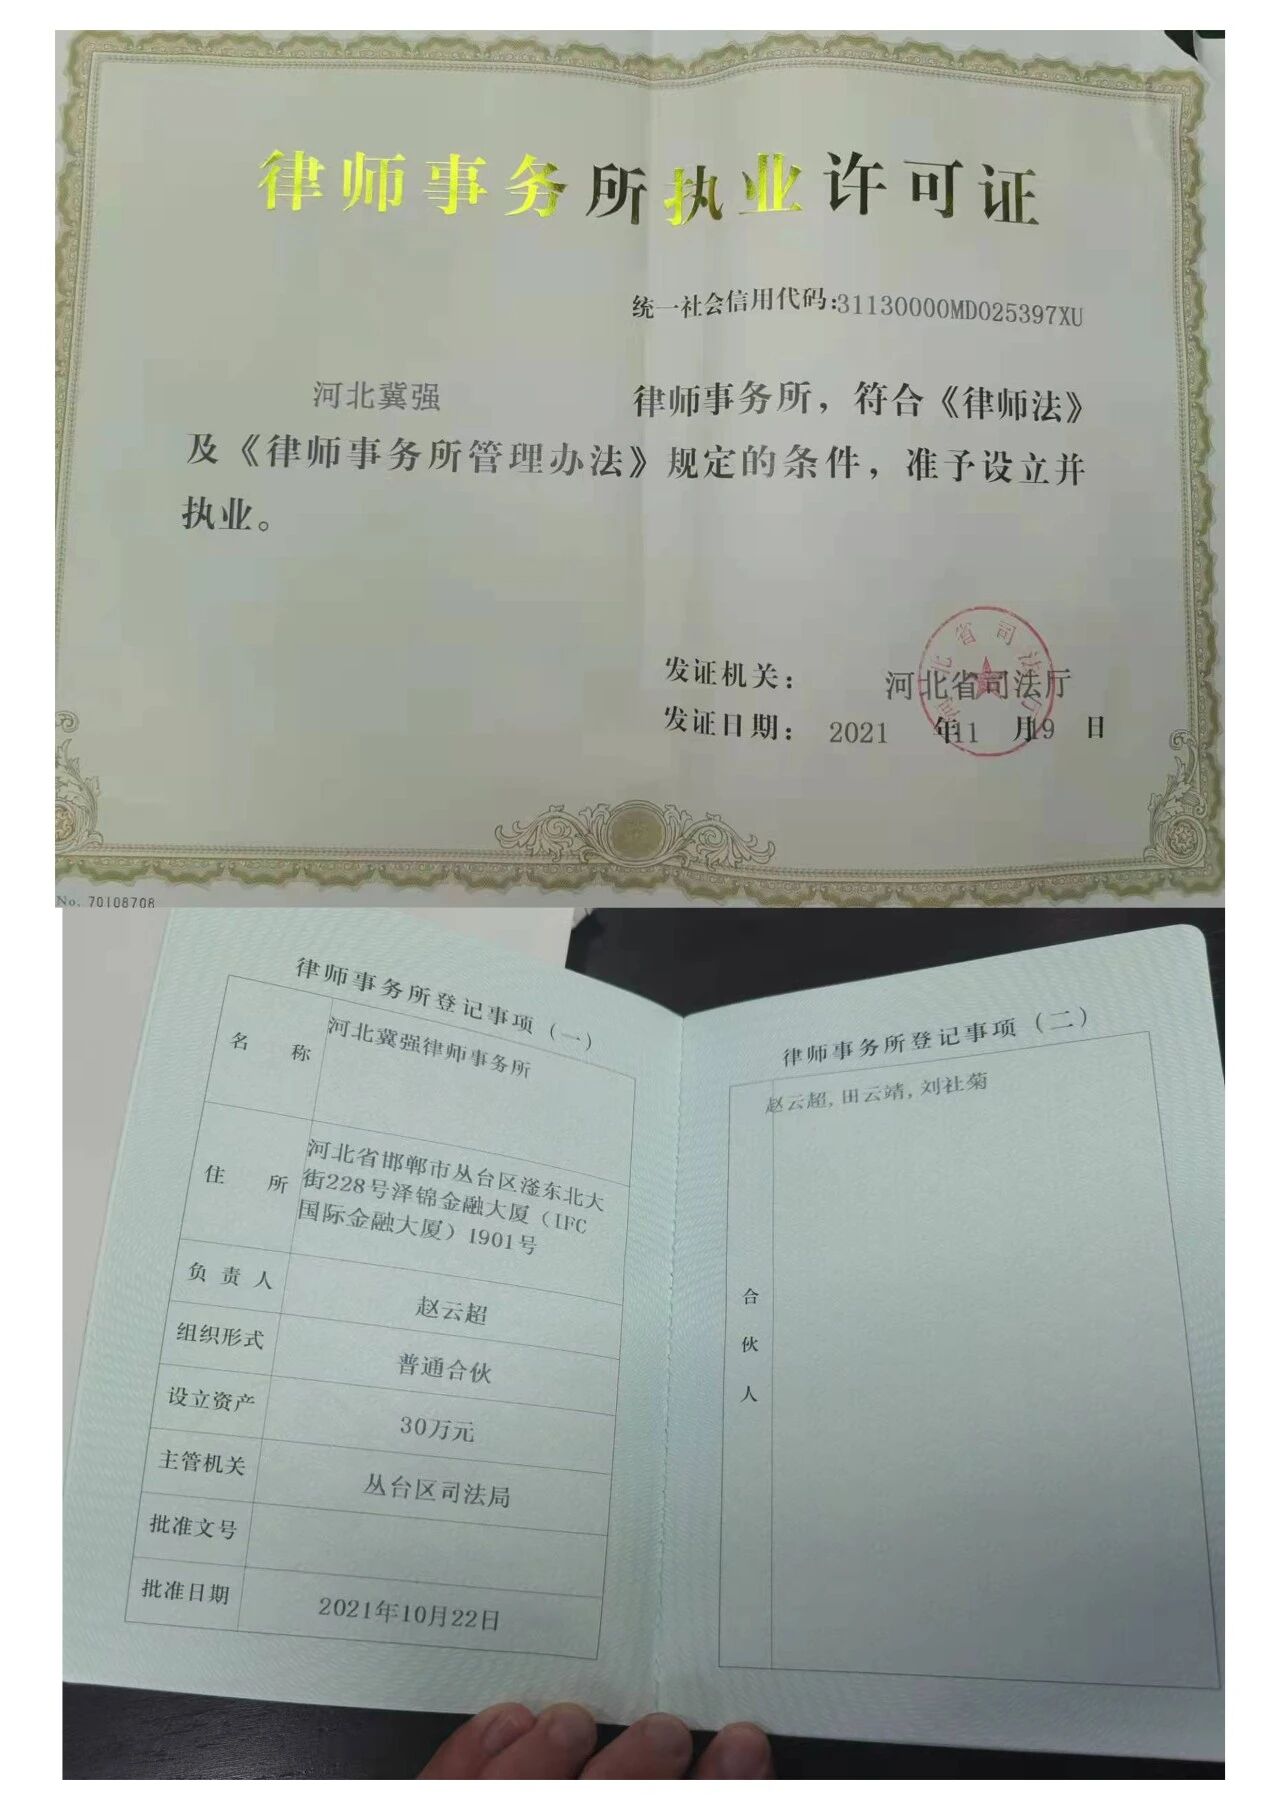 律师事务所执业许可证
统一社会信用代码:31130000MD025397XU
河北冀强 律师事务所，符合《律师法》
及《律师事务所管理办法》规定的条件，准予设立并
执业。
河北省司法厅
发证机关： 河北省司法厅
发证日期： 2021 年11 月19 日
No. 70108708
律师事务所登记事项（一）
名 称 河北冀强律师事务所
住 所 河北省邯郸市丛台区滏东北大
街228号泽锦金融大厦（IFC
国际金融大厦）1901号
负 责 人 赵云超
组织形式 普通合伙
设立资产 30万元
主管机关 丛台区司法局
批准文号
批准日期 2021年10月22日
律师事务所登记事项（二）
赵云超,田云靖,刘社菊
合
伙
人